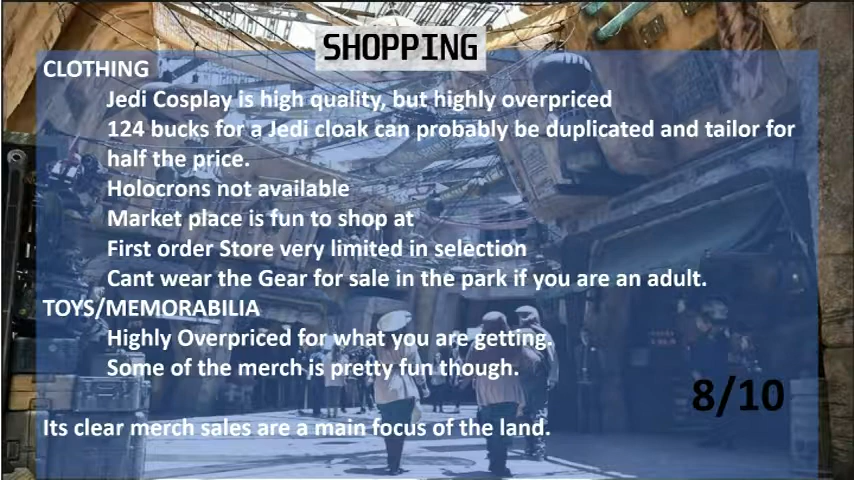 SHOPPING
CLOTHING
Jedi Cosplay is high quality, but highly overpriced
124 bucks for a Jedi cloak can probably be duplicated and tailor for
half the price.
Holocrons not available
Market place is fun to shop at
First order Store very limited in selection
Cant wear the Gear for sale in the park if you are an adult.
TOYS/MEMORABILIA
Highly Overpriced for what you are getting.
Some of the merch is pretty fun though.
8/10
Its clear merch sales are a main focus of the land.